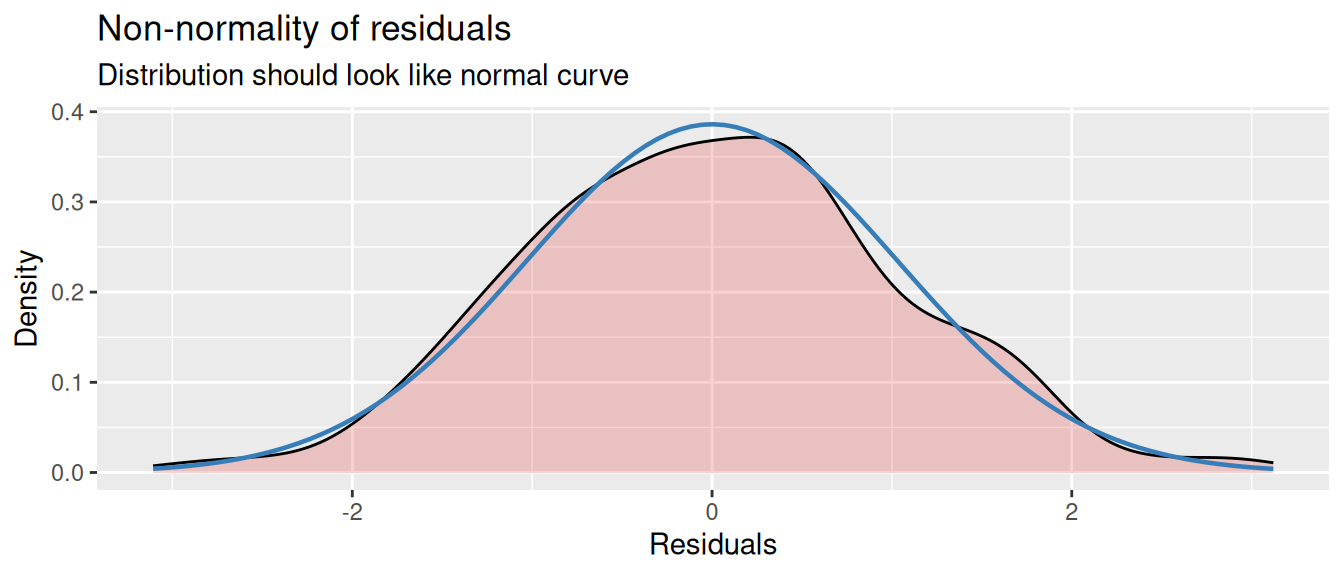 Non-normality of residuals
Distribution should look like normal curve
0.4
0.3
0.2
0.1
0.0
Density
-2 0 2
Residuals